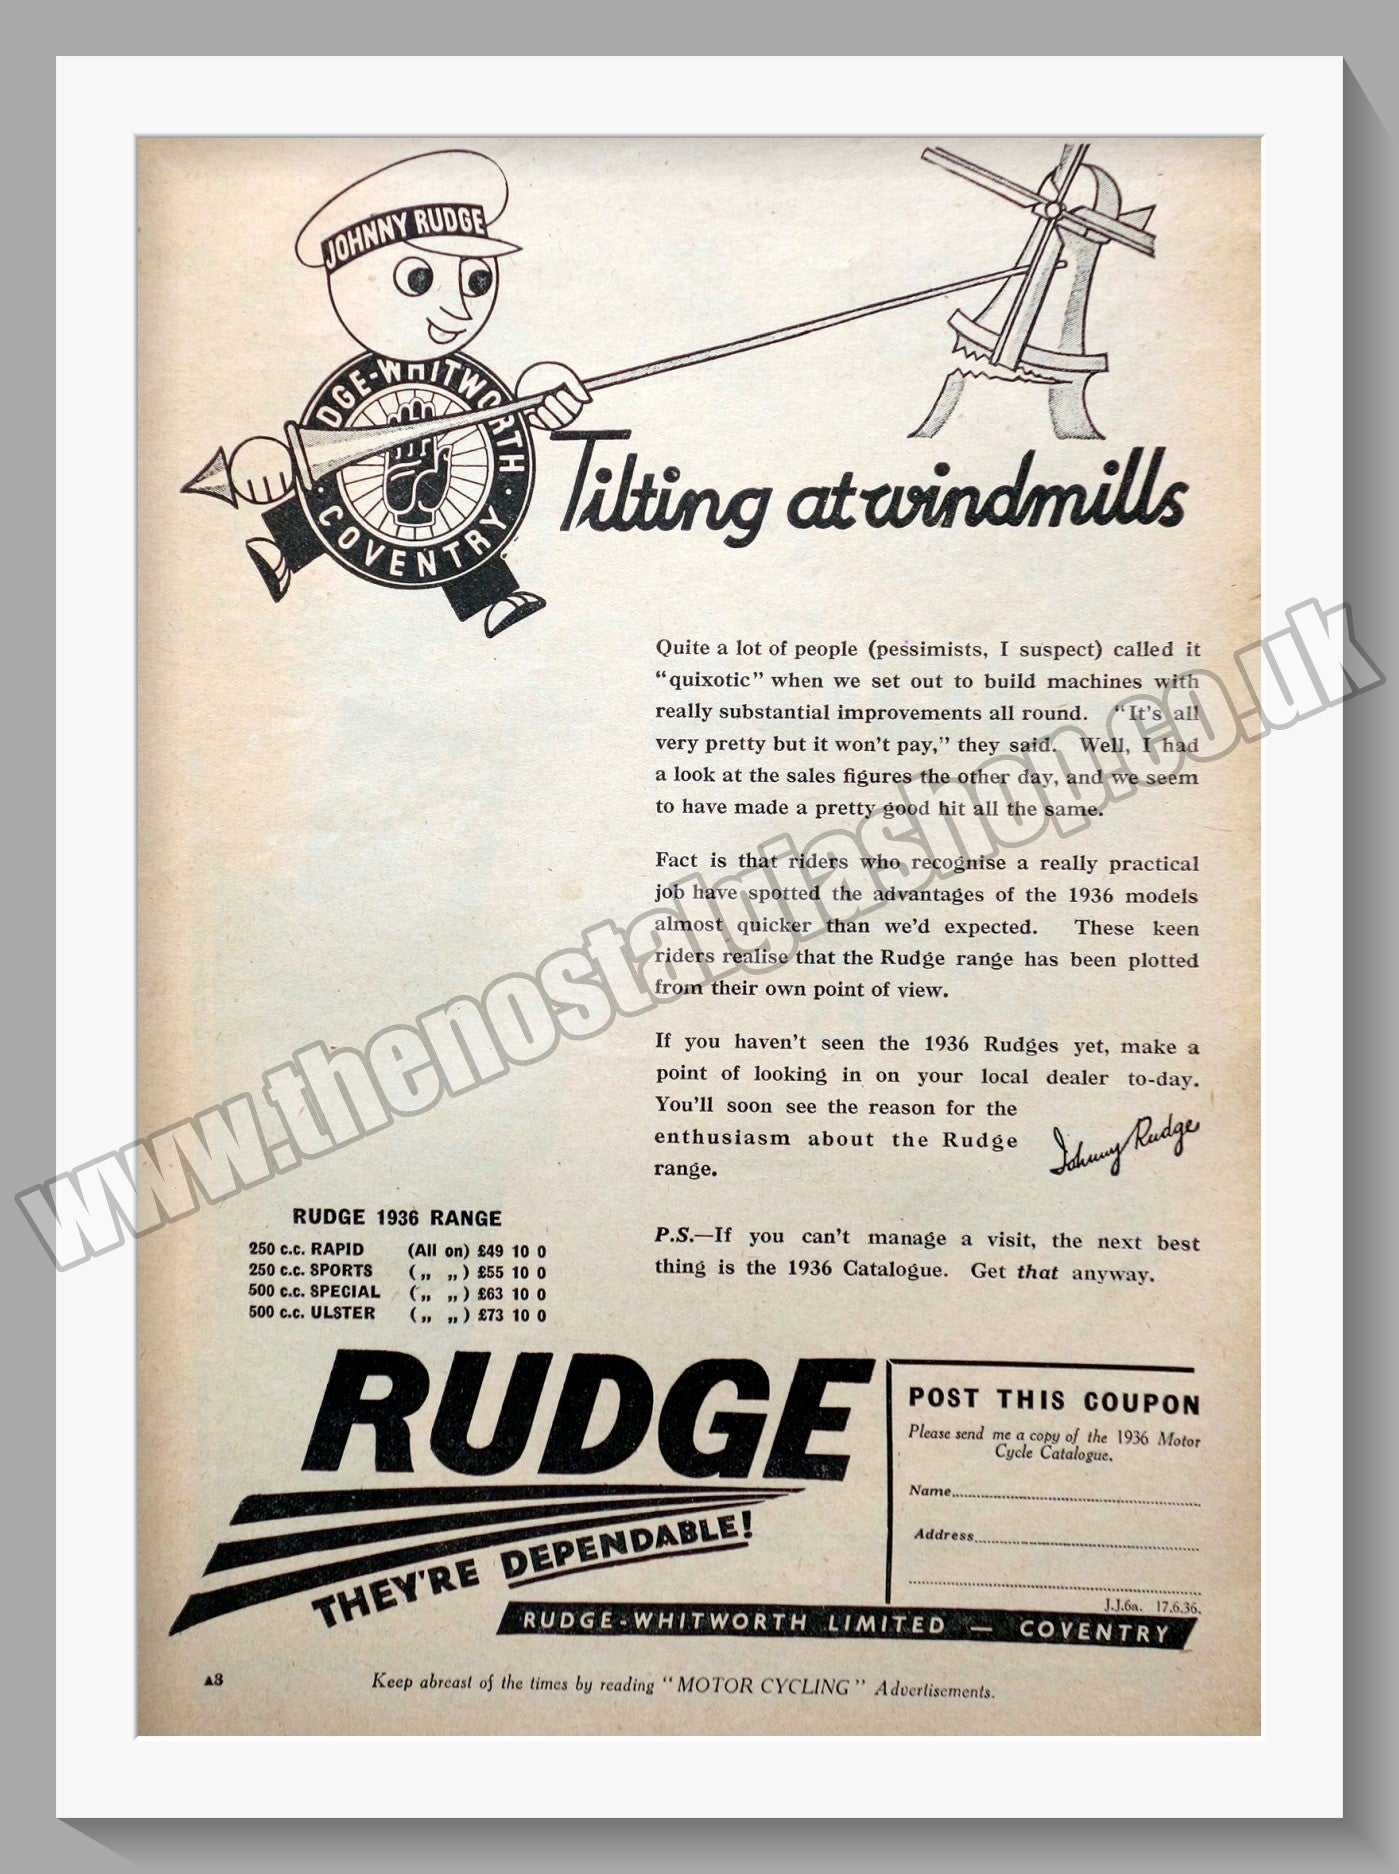 JOHNNY RUDGE
RUDGE-WHITWORTH
· COVENTRY ·
Tilting at windmills
Quite a lot of people (pessimists, I suspect) called it
"quixotic" when we set out to build machines with
really substantial improvements all round. "It's all
very pretty but it won't pay," they said. Well, I had
a look at the sales figures the other day, and we seem
to have made a pretty good hit all the same.
Fact is that riders who recognise a really practical
job have spotted the advantages of the 1936 models
almost quicker than we'd expected. These keen
riders realise that the Rudge range has been plotted
from their own point of view.
If you haven't seen the 1936 Rudges yet, make a
point of looking in on your local dealer to-day.
You'll soon see the reason for the
enthusiasm about the Rudge
range.
Johnny Rudge
P.S.—If you can't manage a visit, the next best
thing is the 1936 Catalogue. Get that anyway.
RUDGE 1936 RANGE
250 c.c. RAPID (All on) £49 10 0
250 c.c. SPORTS ( „ „ ) £55 10 0
500 c.c. SPECIAL ( „ „ ) £63 10 0
500 c.c. ULSTER ( „ „ ) £73 10 0
RUDGE
THEY'RE DEPENDABLE!
POST THIS COUPON
Please send me a copy of the 1936 Motor
Cycle Catalogue.
Name
Address
J.J.6a. 17.6.36.
RUDGE-WHITWORTH LIMITED — COVENTRY
A8
Keep abreast of the times by reading "MOTOR CYCLING" Advertisements.
www.thenostalgiashop.co.uk